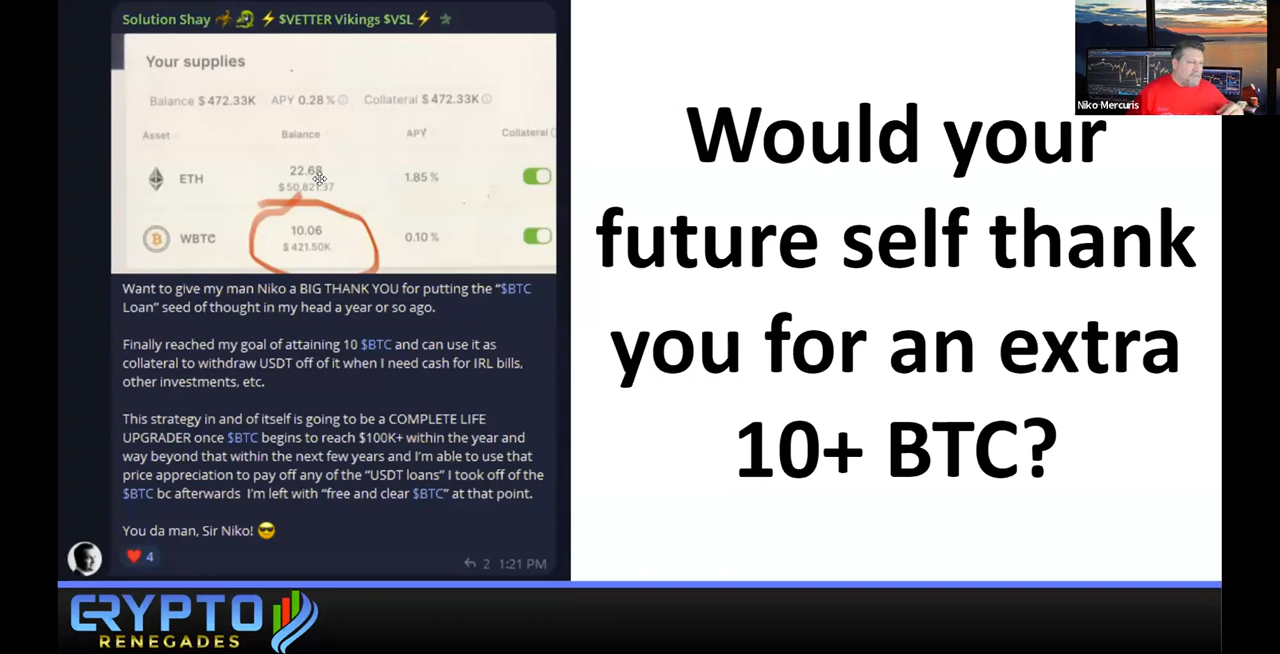 Solution Shay ⚡ $VETTER Vikings $VSL ⚡
Your supplies
Balance $ 472.33K APY 0.28 % Collateral $ 472.33K
Asset Balance APY Collateral
ETH 22.68 1.85 %
$ 50,821.37
WBTC 10.06 0.10 %
$ 421.50K
Want to give my man Niko a BIG THANK YOU for putting the “$BTC
Loan” seed of thought in my head a year or so ago.
Finally reached my goal of attaining 10 $BTC and can use it as
collateral to withdraw USDT off of it when I need cash for IRL bills,
other investments, etc.
This strategy in and of itself is going to be a COMPLETE LIFE
UPGRADER once $BTC begins to reach $100K+ within the year and
way beyond that within the next few years and I’m able to use that
price appreciation to pay off any of the “USDT loans” I took off of the
$BTC bc afterwards I’m left with “free and clear $BTC” at that point.
You da man, Sir Niko! 😎
❤️ 4
2 1:21 PM
Would your
future self thank
you for an extra
10+ BTC?
Niko Mercuris
CRYPTO
RENEGADES